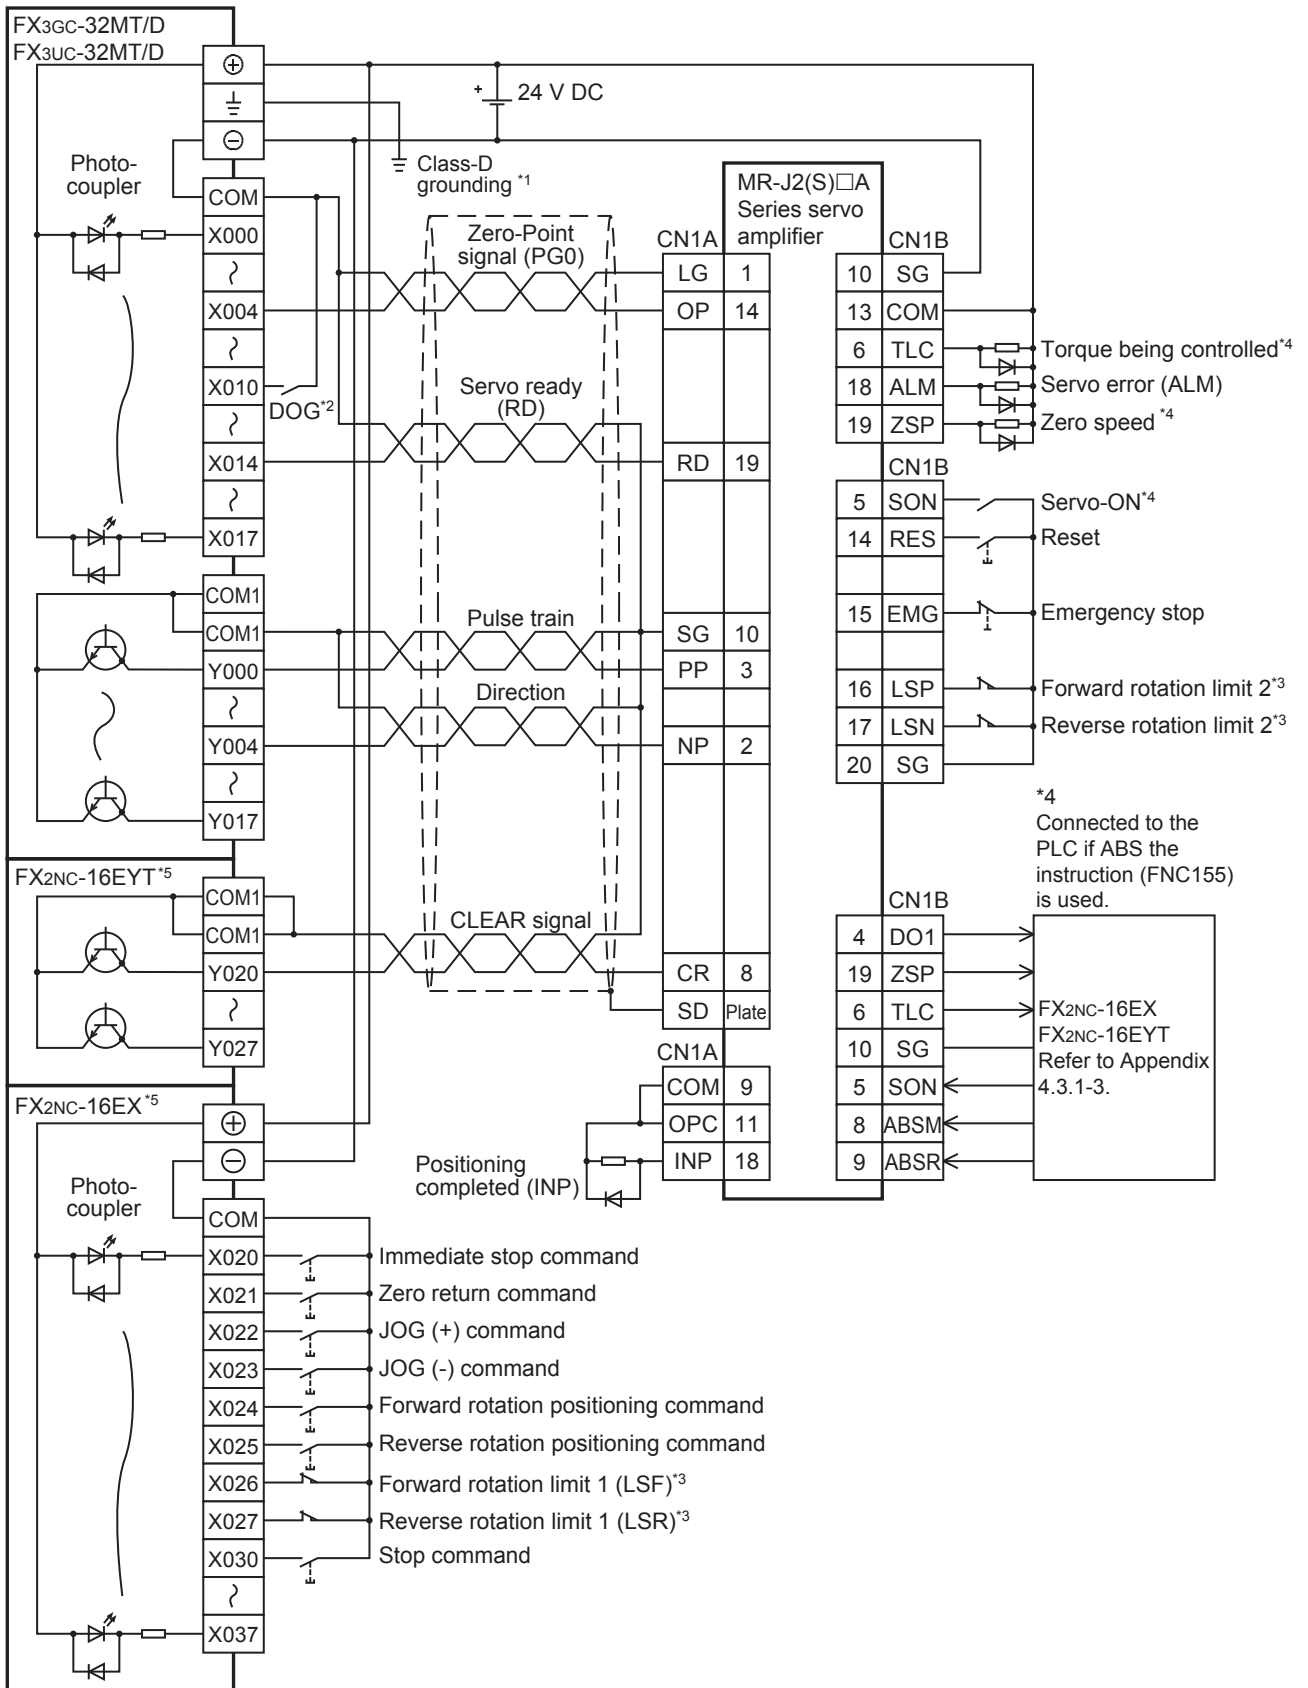 FX3GC-32MT/D
FX3UC-32MT/D
+
24 V DC
Class-D
grounding *1
Photo-
coupler
COM
X000
X004
X010
DOG*2
X014
X017
COM1
COM1
Y000
Y004
Y017
FX2NC-16EYT*5
COM1
COM1
Y020
Y027
FX2NC-16EX*5
Photo-
coupler
COM
X020
Immediate stop command
X021
Zero return command
X022
JOG (+) command
X023
JOG (-) command
X024
Forward rotation positioning command
X025
Reverse rotation positioning command
X026
Forward rotation limit 1 (LSF)*3
X027
Reverse rotation limit 1 (LSR)*3
X030
Stop command
X037
Zero-Point
signal (PG0)
Servo ready
(RD)
Pulse train
Direction
CLEAR signal
MR-J2(S)□A
Series servo
amplifier
CN1A
LG 1
OP 14
RD 19
SG 10
PP 3
NP 2
CR 8
SD Plate
CN1A
COM 9
OPC 11
INP 18
Positioning
completed (INP)
CN1B
10 SG
13 COM
6 TLC
Torque being controlled*4
18 ALM
Servo error (ALM)
19 ZSP
Zero speed *4
CN1B
5 SON
Servo-ON*4
14 RES
Reset
15 EMG
Emergency stop
16 LSP
Forward rotation limit 2*3
17 LSN
Reverse rotation limit 2*3
20 SG
*4
Connected to the
PLC if ABS the
instruction (FNC155)
is used.
CN1B
4 DO1
19 ZSP
6 TLC
10 SG
5 SON
8 ABSM
9 ABSR
FX2NC-16EX
FX2NC-16EYT
Refer to Appendix
4.3.1-3.